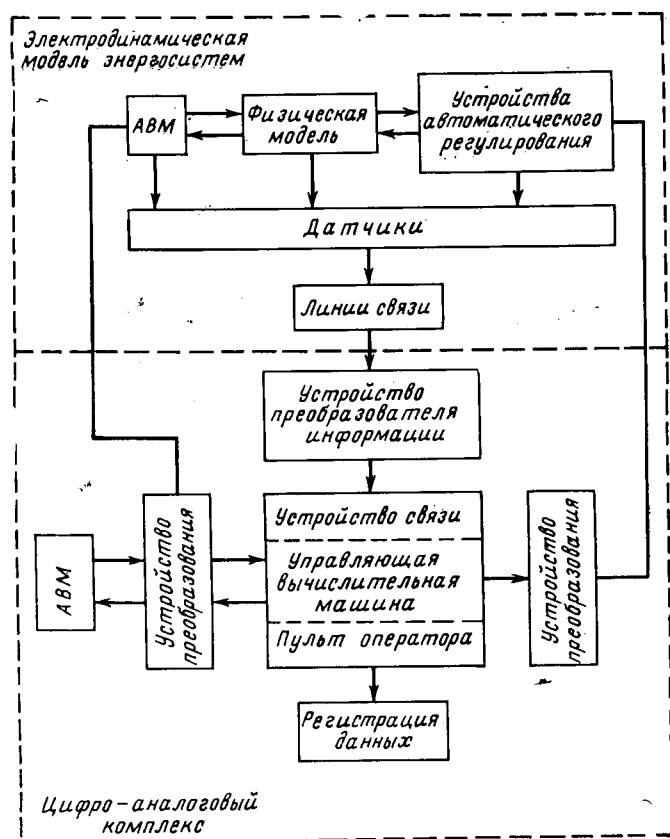 Электродинамическая
модель энергосистем
АВМ
Физическая
модель
Устройства
автоматического
регулирования
Датчики
Линии связи
Устройство
преобразователя
информации
АВМ
Устройство
преобразования
Устройство связи
Управляющая
вычислительная
машина
Пульт оператора
Устройство
преобразования
Регистрация
данных
Цифро-аналоговый
комплекс